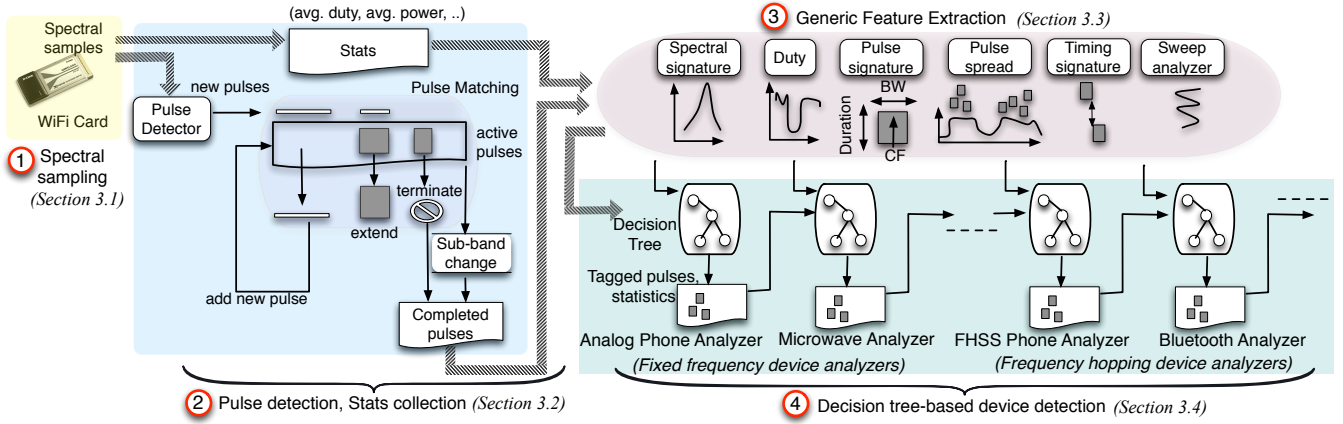 (avg. duty, avg. power, ..)
Spectral
samples
WiFi Card
1 Spectral
sampling
(Section 3.1)
Stats
Pulse
Detector
new pulses
Pulse Matching
active
pulses
terminate
extend
add new pulse
Sub-band
change
Completed
pulses
2 Pulse detection, Stats collection (Section 3.2)
3 Generic Feature Extraction (Section 3.3)
Spectral
signature
Duty
Pulse
signature
Pulse
spread
Timing
signature
Sweep
analyzer
BW
Duration
CF
Decision
Tree
Tagged pulses,
statistics
Analog Phone Analyzer
Microwave Analyzer
FHSS Phone Analyzer
Bluetooth Analyzer
(Fixed frequency device analyzers)
(Frequency hopping device analyzers)
4 Decision tree-based device detection (Section 3.4)